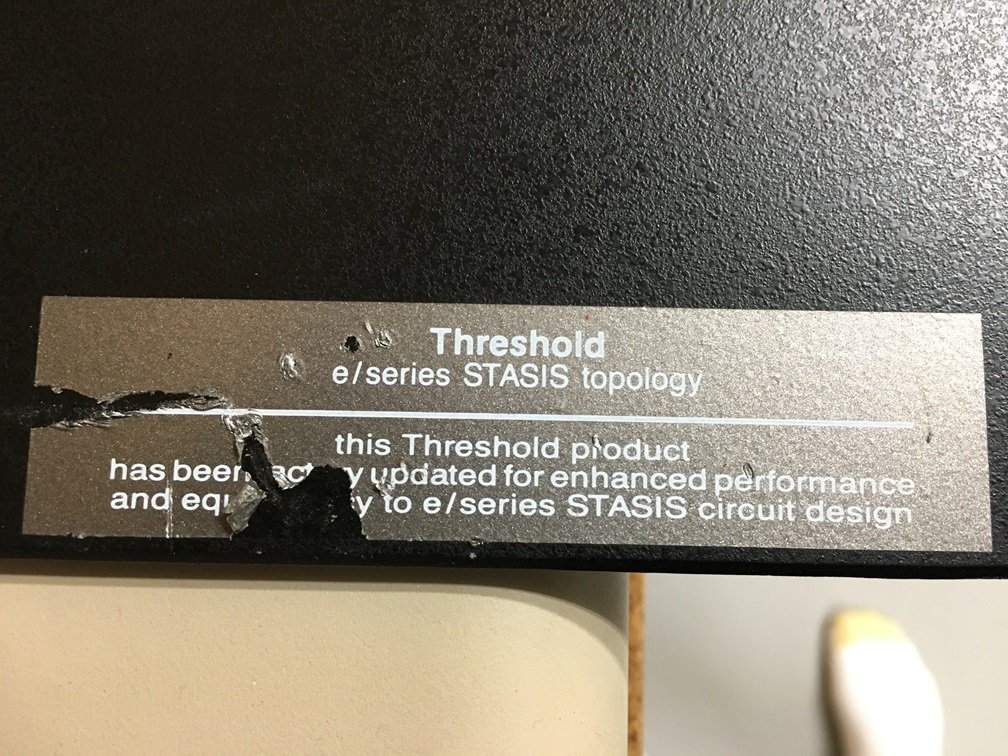 Threshold
e/series STASIS topology
this Threshold product
has been updated for enhanced performance
and to e/series STASIS circuit design